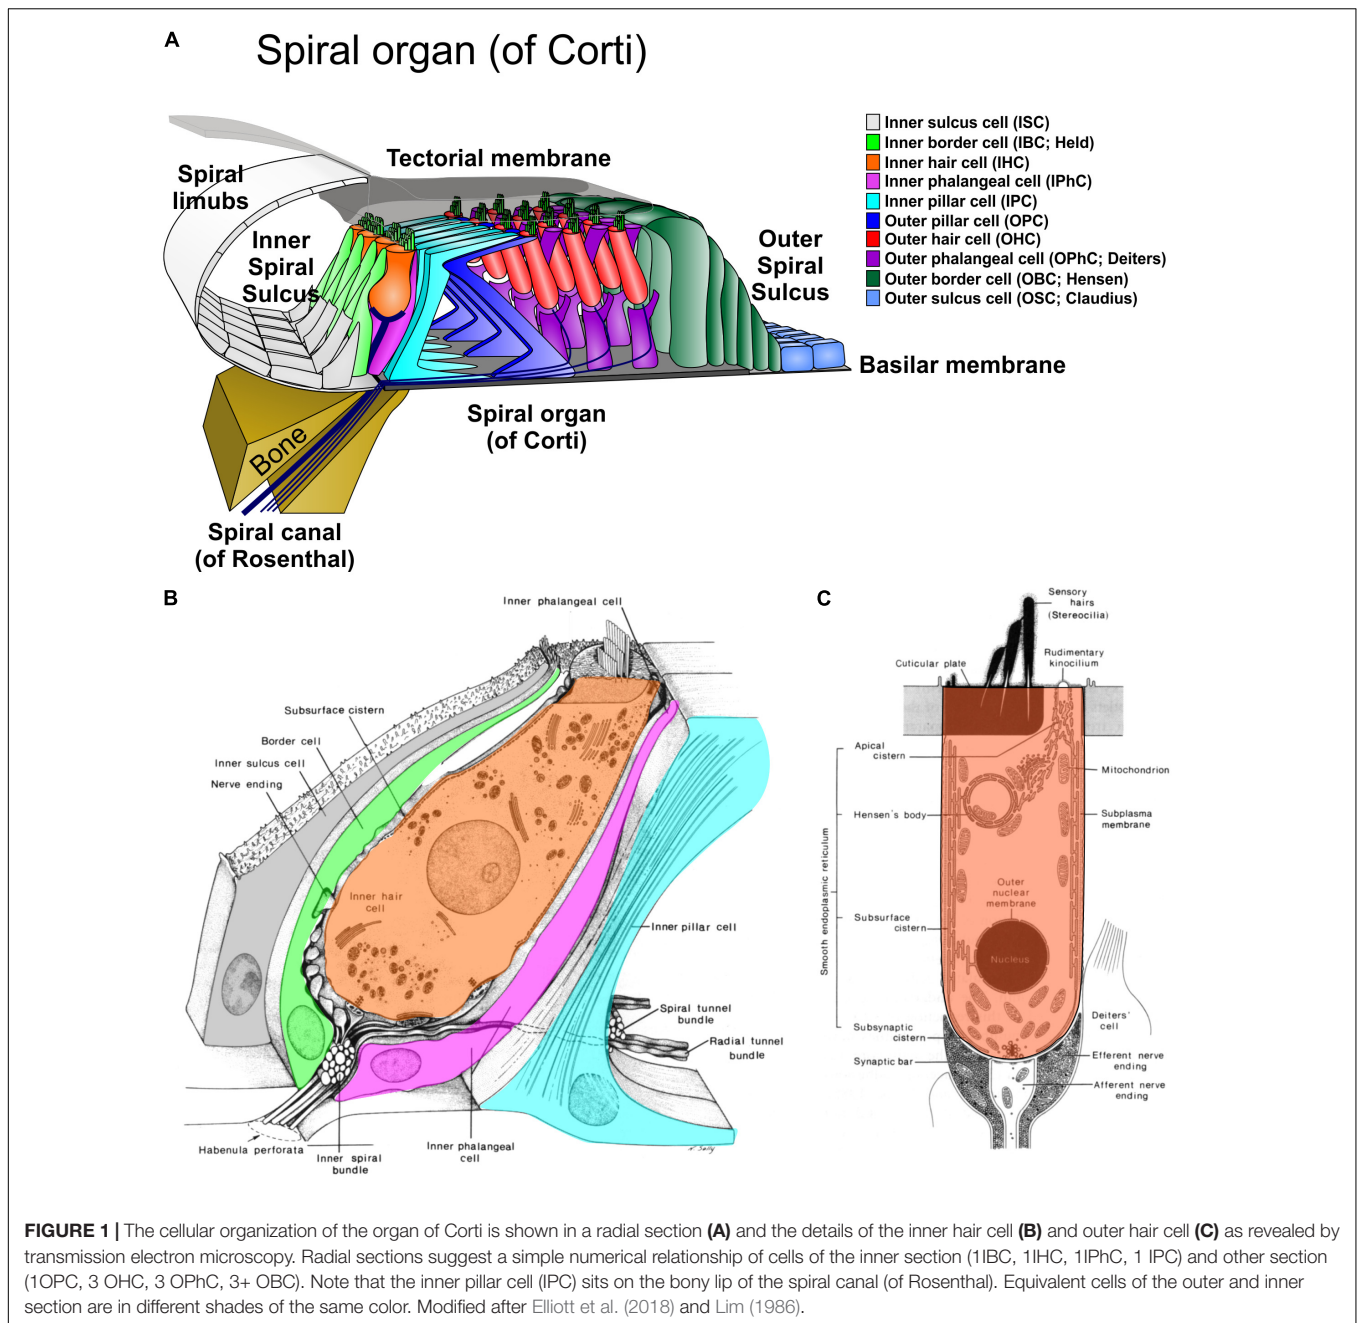 A
Spiral organ (of Corti)
Inner sulcus cell (ISC)
Inner border cell (IBC; Held)
Inner hair cell (IHC)
Inner phalangeal cell (IPhC)
Inner pillar cell (IPC)
Outer pillar cell (OPC)
Outer hair cell (OHC)
Outer phalangeal cell (OPhC; Deiters)
Outer border cell (OBC; Hensen)
Outer sulcus cell (OSC; Claudius)
Tectorial membrane
Spiral
limubs
Inner
Spiral
Sulcus
Outer
Spiral
Sulcus
Basilar membrane
Spiral organ
(of Corti)
Bone
Spiral canal
(of Rosenthal)
B
Inner phalangeal cell
Subsurface cistern
Border cell
Inner sulcus cell
Nerve ending
Inner hair
cell
Inner pillar cell
Spiral tunnel
bundle
Radial tunnel
bundle
Habenula perforata
Inner spiral
bundle
Inner phalangeal
cell
C
Sensory
hairs
(Stereocilia)
Cuticular plate
Rudimentary
kinocilium
Apical
cistern
Mitochondrion
Hensen's body
Subplasma
membrane
Smooth endoplasmic reticulum
Outer
nuclear
membrane
Subsurface
cistern
Nucleus
Deiters'
cell
Subsynaptic
cistern
Synaptic bar
Efferent nerve
ending
Afferent nerve
ending
FIGURE 1 | The cellular organization of the organ of Corti is shown in a radial section (A) and the details of the inner hair cell (B) and outer hair cell (C) as revealed by
transmission electron microscopy. Radial sections suggest a simple numerical relationship of cells of the inner section (1IBC, 1IHC, 1IPhC, 1 IPC) and other section
(1OPC, 3 OHC, 3 OPhC, 3+ OBC). Note that the inner pillar cell (IPC) sits on the bony lip of the spiral canal (of Rosenthal). Equivalent cells of the outer and inner
section are in different shades of the same color. Modified after Elliott et al. (2018) and Lim (1986).